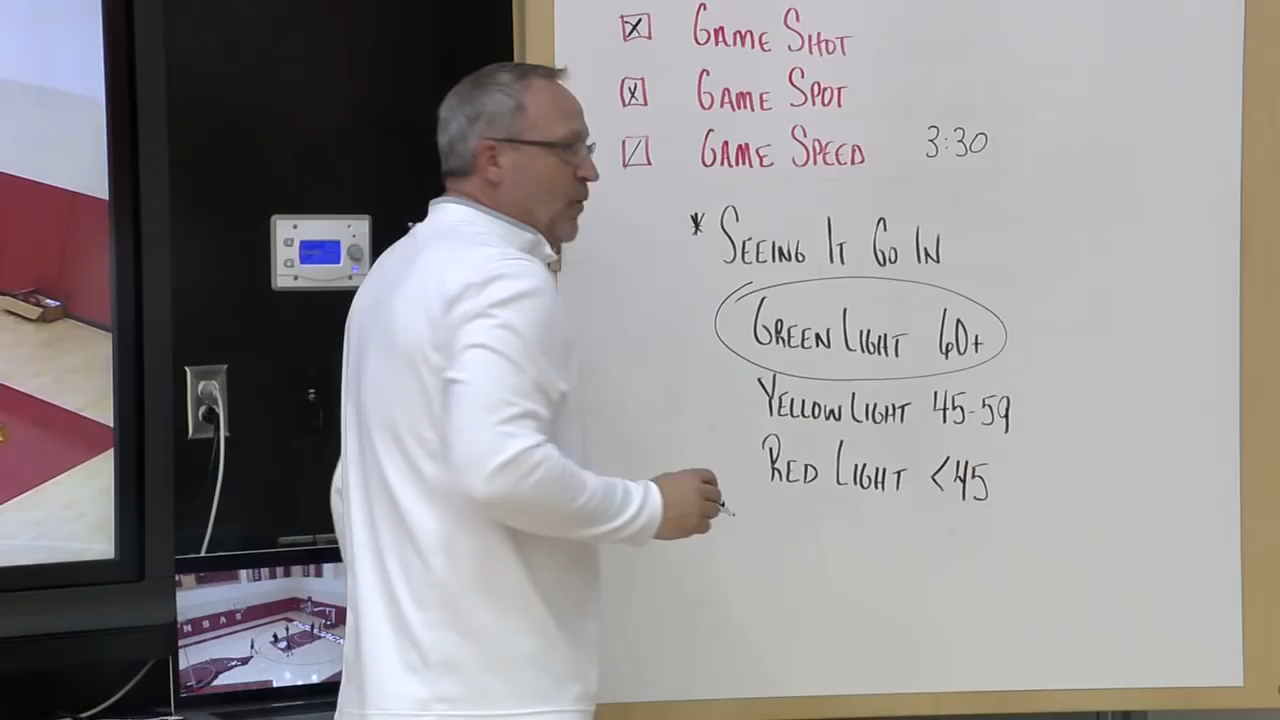 GAME SHOT
GAME SPOT
GAME SPEED 3:30
* SEEING IT GO IN
GREEN LIGHT 60+
YELLOW LIGHT 45-59
RED LIGHT <45
NSAS